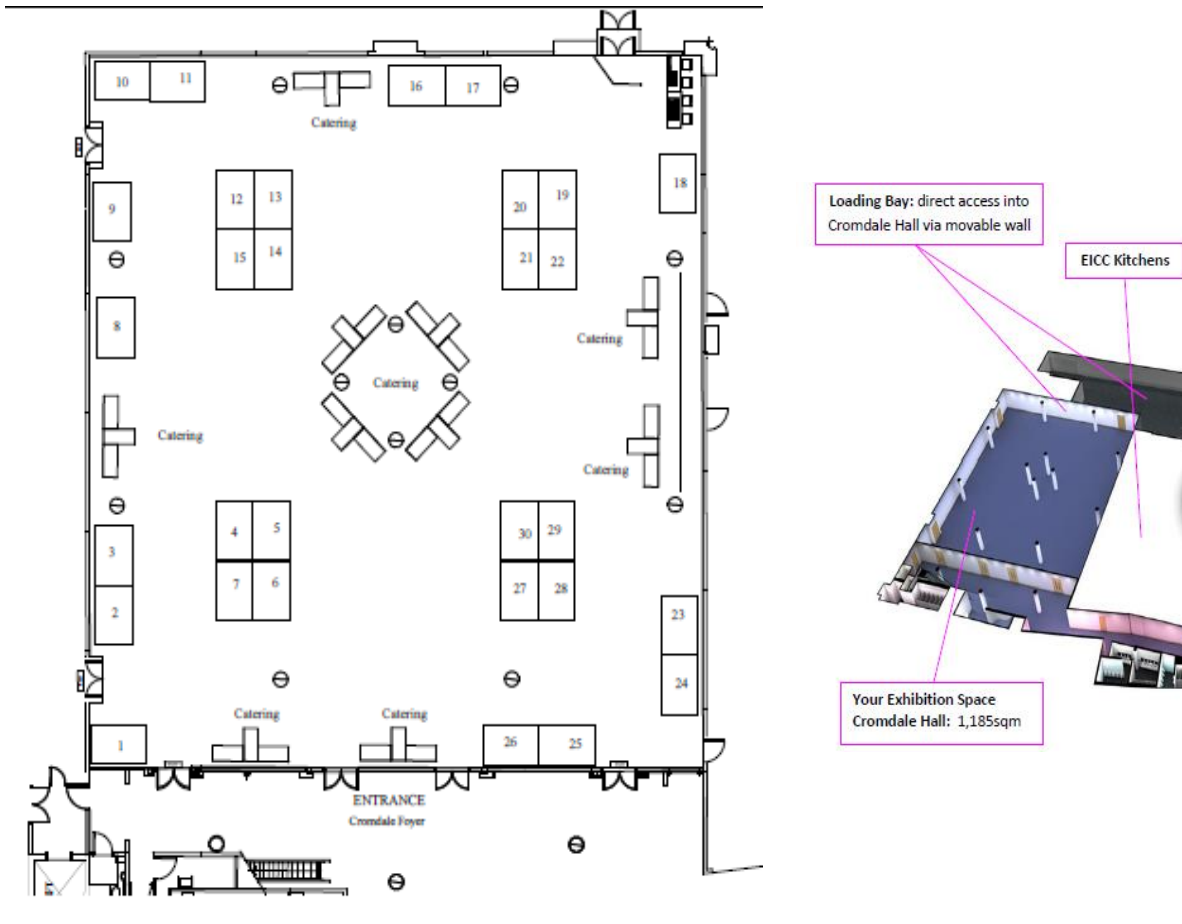 10
11
16
17
Catering
18
9
12
13
20
19
15
14
21
22
8
Catering
Catering
Catering
Catering
3
4
5
30
29
2
7
6
27
28
23
24
Catering
Catering
1
26
25
ENTRANCE
Cromdale Foyer
Loading Bay: direct access into
Cromdale Hall via movable wall
EICC Kitchens
Your Exhibition Space
Cromdale Hall: 1,185sqm